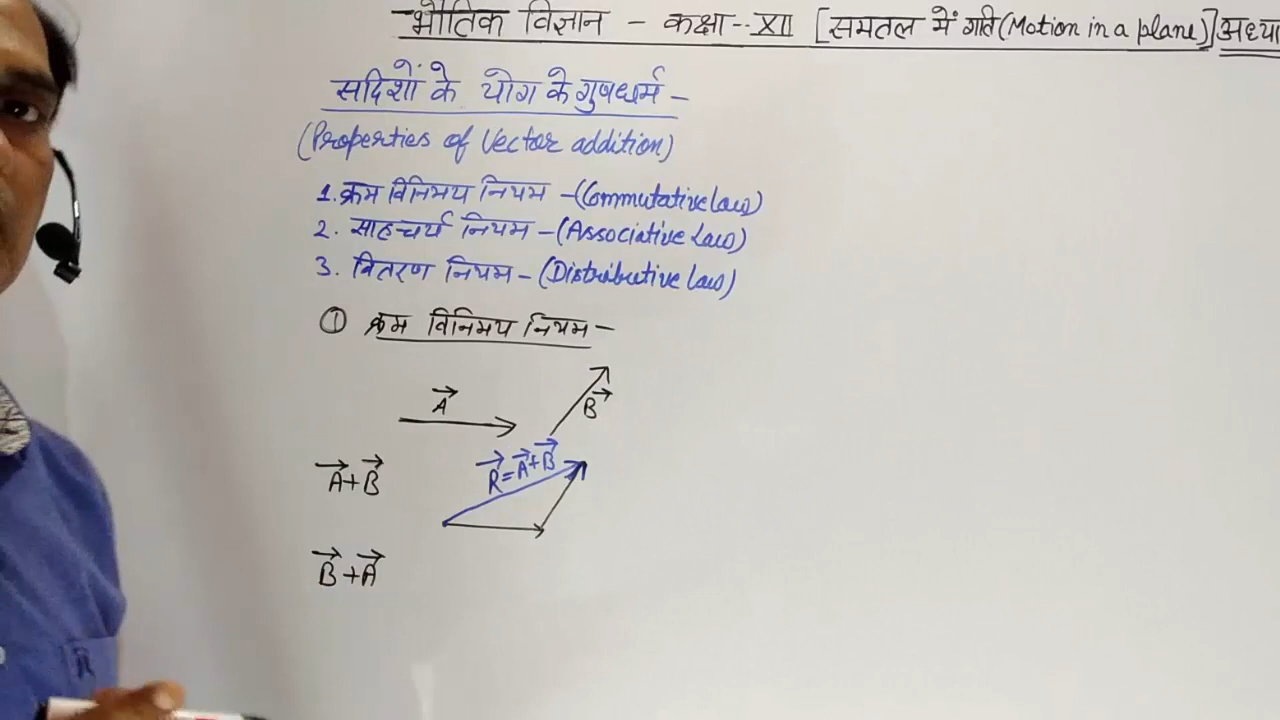 भौतिक विज्ञान - कक्षा--XII [समतल में गति (Motion in a plane)] अध्या
सदिशों के योग के गुणधर्म -
(Properties of Vector addition)
1. क्रम विनिमय नियम -(Commutative law)
2. साहचर्य नियम -(Associative Law)
3. वितरण नियम -(Distributive law)
① क्रम विनिमय नियम -
A⃗
B⃗
R⃗=A⃗+B⃗
A⃗+B⃗
B⃗+A⃗